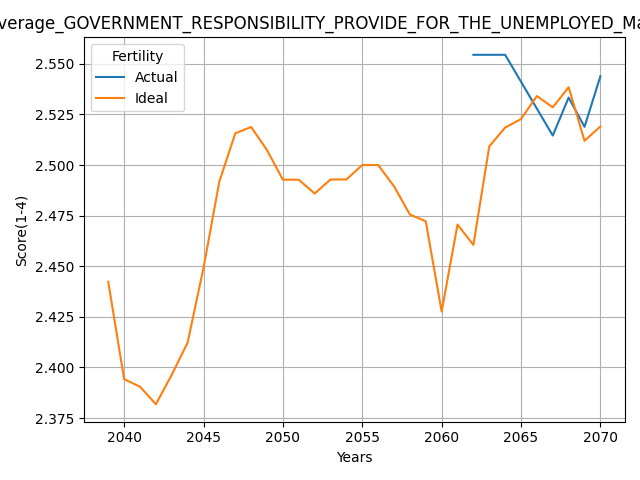 verage_GOVERNMENT_RESPONSIBILITY_PROVIDE_FOR_THE_UNEMPLOYED_Ma
Fertility
Actual
Ideal
2.550
2.525
2.500
2.475
2.450
2.425
2.400
2.375
Score(1-4)
2040 2045 2050 2055 2060 2065 2070
Years